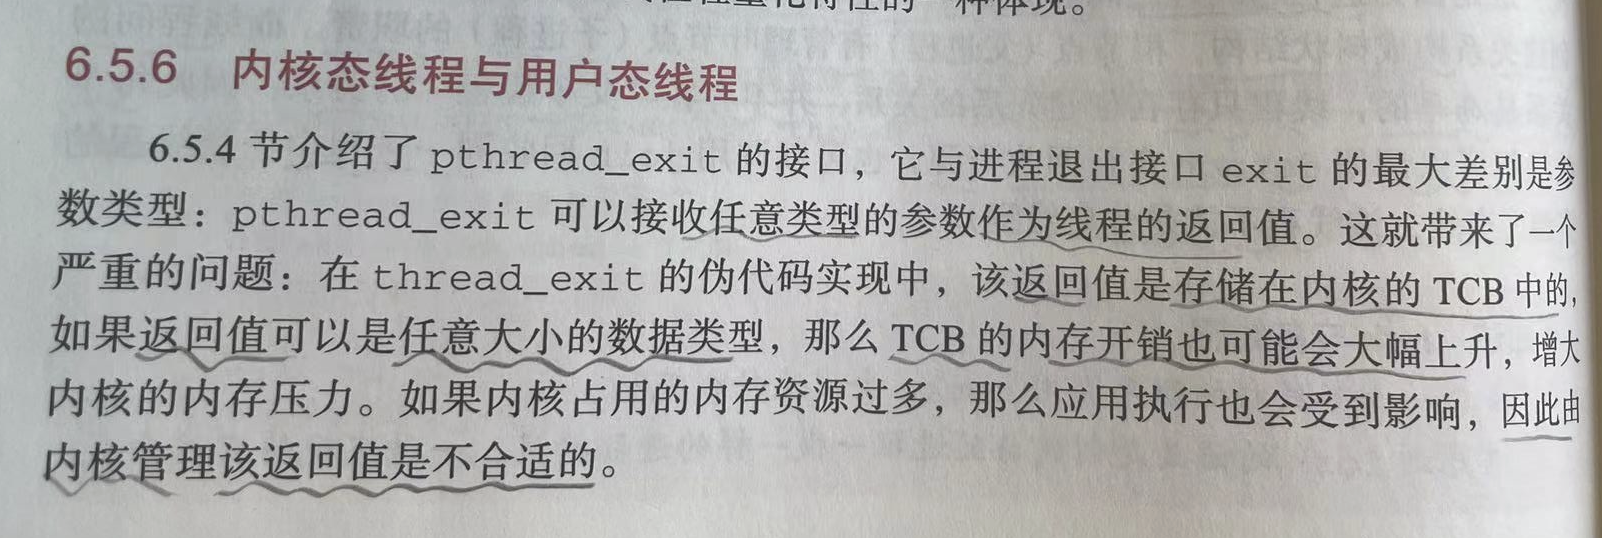 种体现。
6.5.6 内核态线程与用户态线程
6.5.4 节介绍了 pthread_exit 的接口，它与进程退出接口 exit 的最大差别是参
数类型：pthread_exit 可以接收任意类型的参数作为线程的返回值。这就带来了一个
严重的问题：在 thread_exit 的伪代码实现中，该返回值是存储在内核的 TCB 中的，
如果返回值可以是任意大小的数据类型，那么 TCB 的内存开销也可能会大幅上升，增大
内核的内存压力。如果内核占用的内存资源过多，那么应用执行也会受到影响，因此由
内核管理该返回值是不合适的。